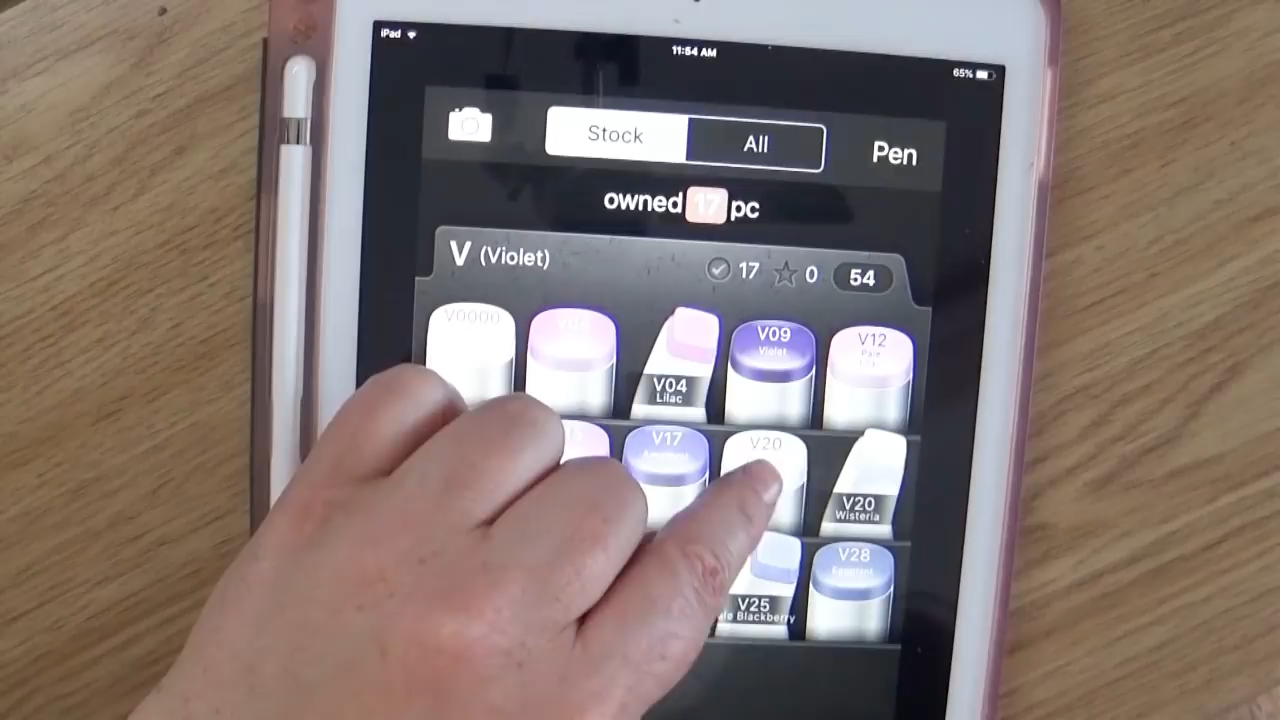 iPad
11:54 AM
65%
Stock
All
Pen
owned 17 pc
V (Violet)
17
0
54
V0000
V04
Lilac
V09
Violet
V12
Pale
V17
V20
V20
Wisteria
V25
Blackberry
V28
Eggplant